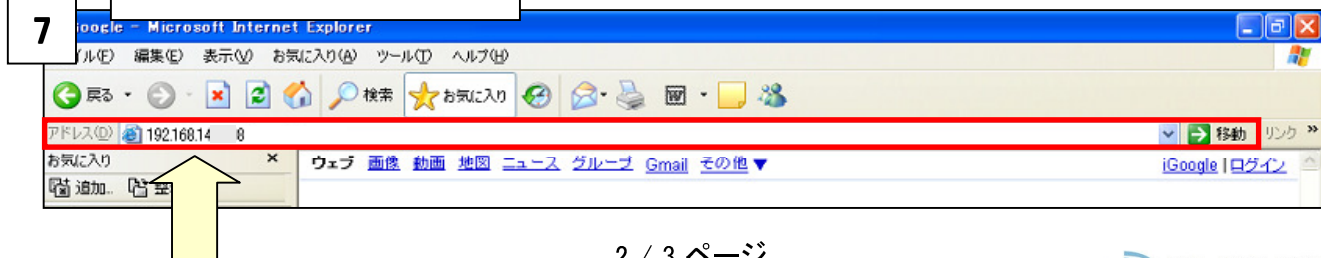 7
oogle - Microsoft Internet Explorer
イル(F) 編集(E) 表示(V) お気に入り(A) ツール(T) ヘルプ(H)
戻る 検索 お気に入り
アドレス(D) 192.168.14 8 移動 リンク »
お気に入り × ウェブ 画像 動画 地図 ニュース グループ Gmail その他 ▼ iGoogle | ログイン
追加...
2 / 3 ページ